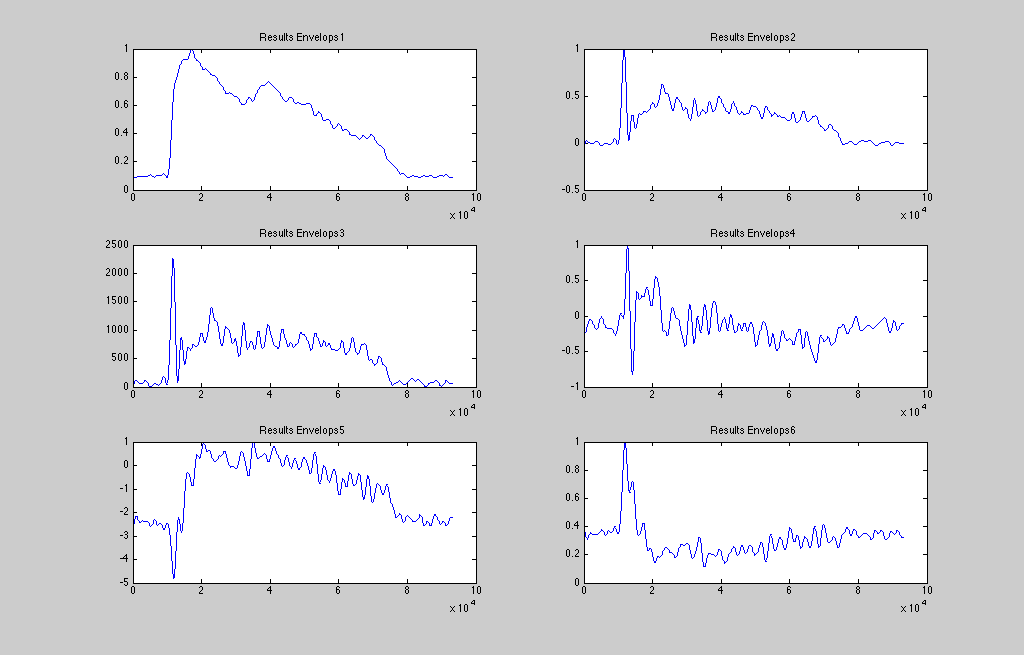 Results Envelops1
1
0.8
0.6
0.4
0.2
0
0 2 4 6 8 10
x 10^4
Results Envelops2
1
0.5
0
-0.5
0 2 4 6 8 10
x 10^4
Results Envelops3
2500
2000
1500
1000
500
0
0 2 4 6 8 10
x 10^4
Results Envelops4
1
0.5
0
-0.5
-1
0 2 4 6 8 10
x 10^4
Results Envelops5
1
0
-1
-2
-3
-4
-5
0 2 4 6 8 10
x 10^4
Results Envelops6
1
0.8
0.6
0.4
0.2
0
0 2 4 6 8 10
x 10^4